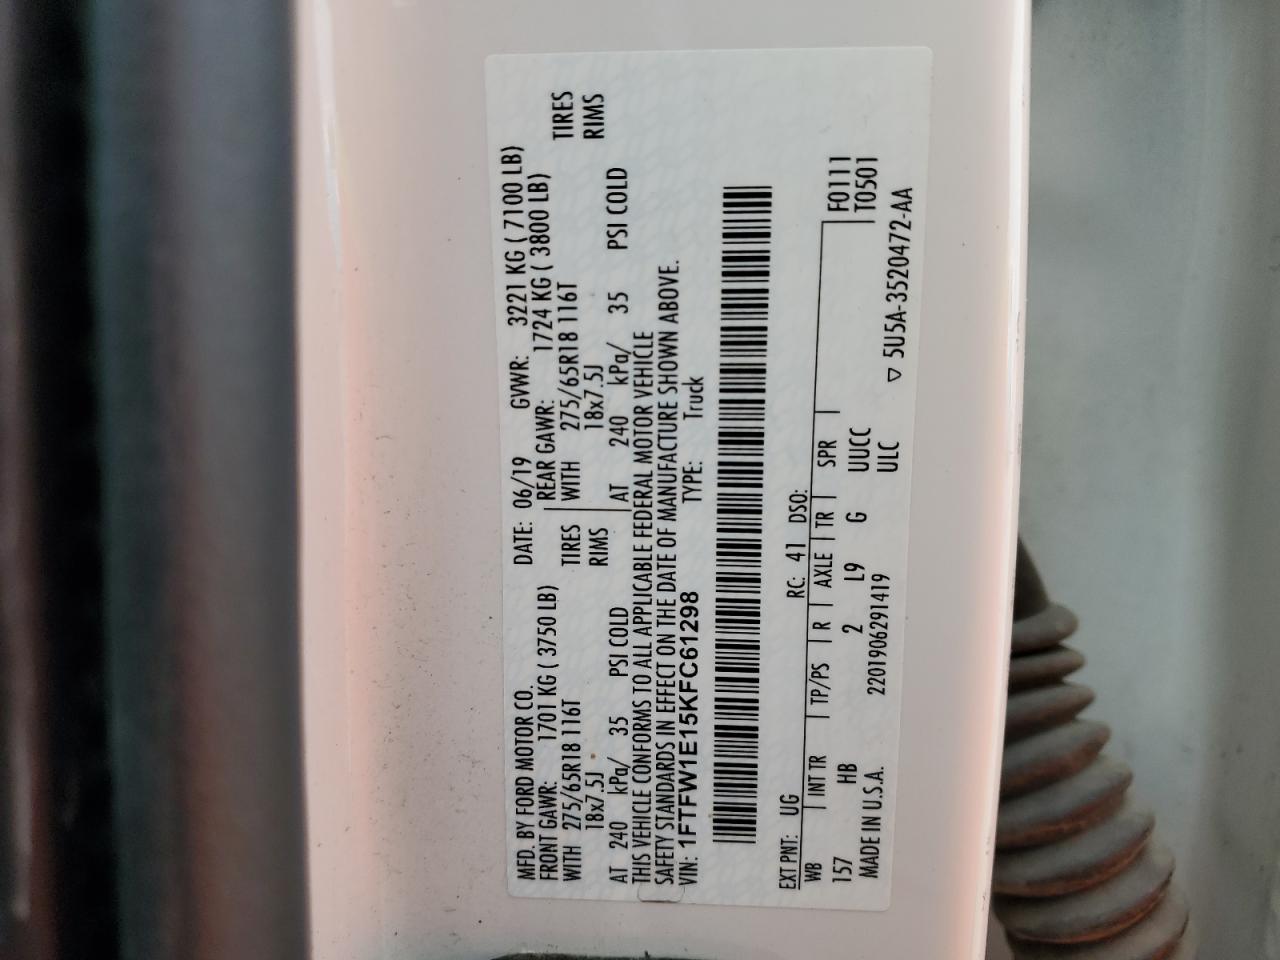 MFD. BY FORD MOTOR CO. DATE: 06/19 GVWR: 3221 KG ( 7100 LB)
FRONT GAWR: 1701 KG ( 3750 LB) REAR GAWR: 1724 KG ( 3800 LB)
WITH 275/65R18 116T TIRES WITH 275/65R18 116T TIRES
18x7.5J RIMS 18x7.5J RIMS
AT 240 kPa/ 35 PSI COLD AT 240 kPa/ 35 PSI COLD
THIS VEHICLE CONFORMS TO ALL APPLICABLE FEDERAL MOTOR VEHICLE
SAFETY STANDARDS IN EFFECT ON THE DATE OF MANUFACTURE SHOWN ABOVE.
VIN: 1FTFW1E15KFC61298 TYPE: Truck
EXT PNT: UG RC: 41 DSO:
WB INT TR TP/PS R AXLE TR SPR F0111
157 HB 2 L9 G UUCC T0501
MADE IN U.S.A. 2201906291419 ULC
▽ 5U5A-3520472-AA